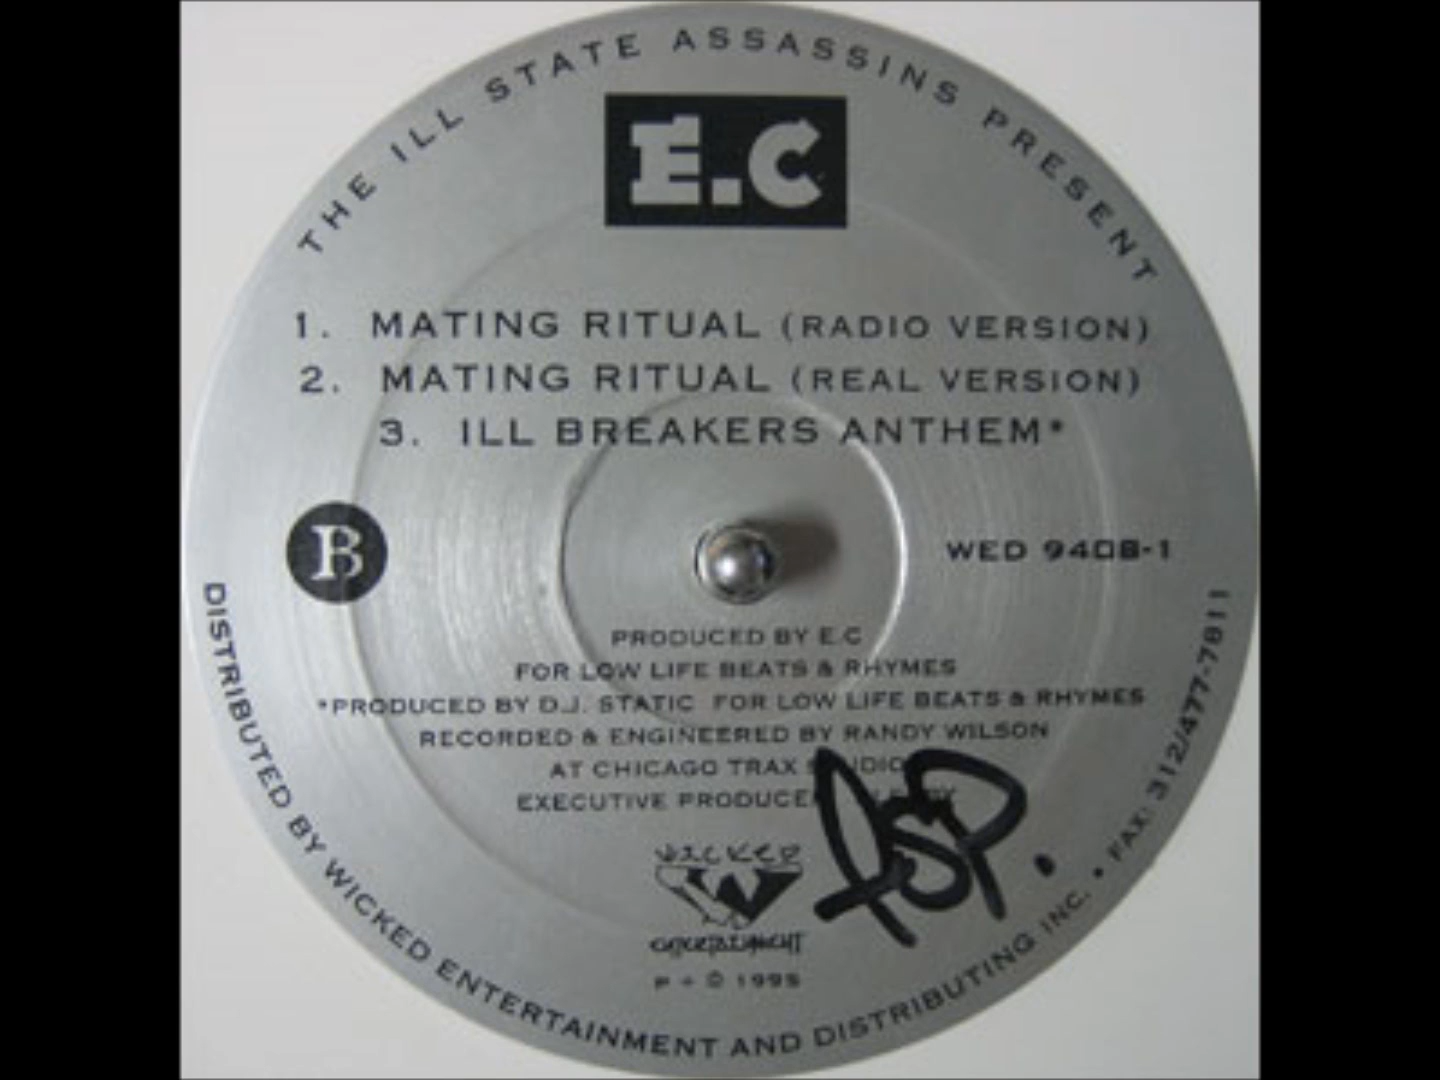 THE ILL STATE ASSASSINS PRESENT
E.C
1. MATING RITUAL (RADIO VERSION)
2. MATING RITUAL (REAL VERSION)
3. ILL BREAKERS ANTHEM*
B
WED 9408-1
PRODUCED BY E.C
FOR LOW LIFE BEATS & RHYMES
*PRODUCED BY D.J. STATIC FOR LOW LIFE BEATS & RHYMES
RECORDED & ENGINEERED BY RANDY WILSON
AT CHICAGO TRAX
EXECUTIVE
WICKED
entertainment
P + © 1995
DISTRIBUTED BY WICKED ENTERTAINMENT AND DISTRIBUTING INC. • FAX: 312/477-7811